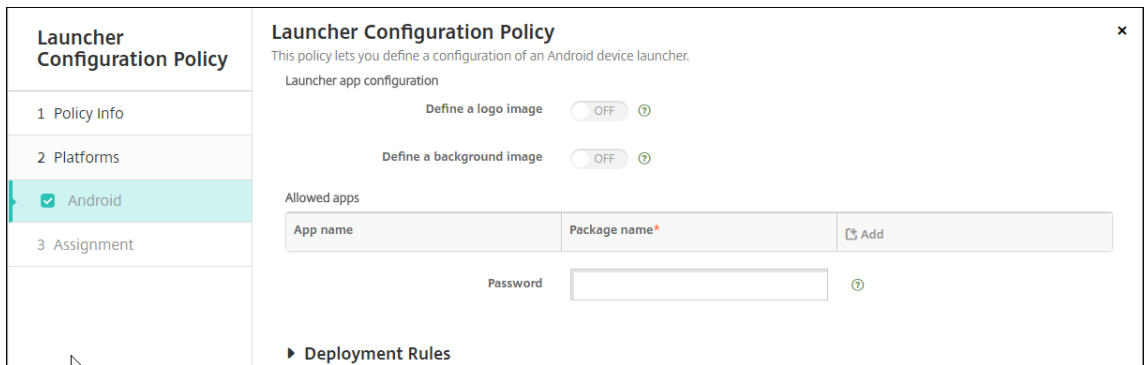 Launcher
Configuration Policy
1 Policy Info
2 Platforms
Android
3 Assignment
Launcher Configuration Policy
This policy lets you define a configuration of an Android device launcher.
Launcher app configuration
Define a logo image OFF
Define a background image OFF
Allowed apps
App name Package name* Add
Password
Deployment Rules